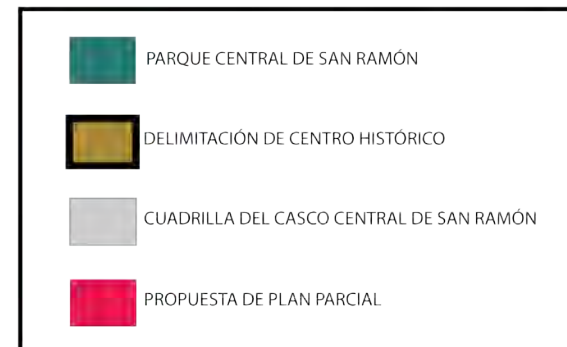 PARQUE CENTRAL DE SAN RAMÓN
DELIMITACIÓN DE CENTRO HISTÓRICO
CUADRILLA DEL CASCO CENTRAL DE SAN RAMÓN
PROPUESTA DE PLAN PARCIAL